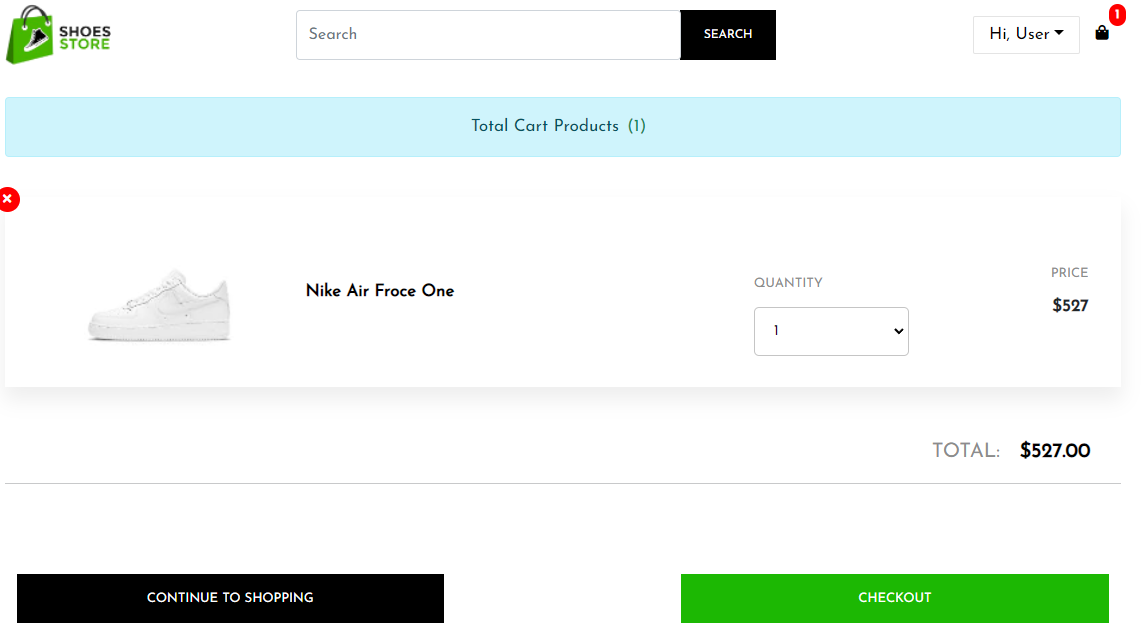 SHOES
STORE
Search
SEARCH
Hi, User
1
Total Cart Products (1)
Nike Air Froce One
QUANTITY
1
PRICE
$527
TOTAL: $527.00
CONTINUE TO SHOPPING
CHECKOUT